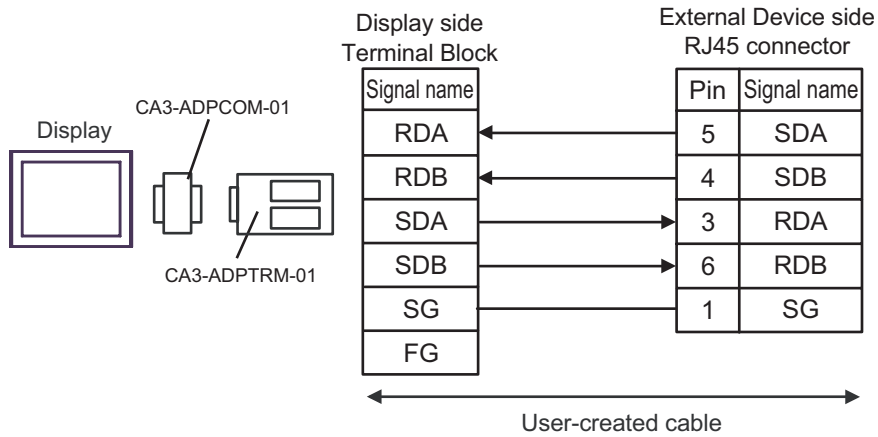 Display side
Terminal Block
External Device side
RJ45 connector
Display
CA3-ADPCOM-01
CA3-ADPTRM-01
Signal name
RDA
RDB
SDA
SDB
SG
FG
Pin Signal name
5 SDA
4 SDB
3 RDA
6 RDB
1 SG
User-created cable